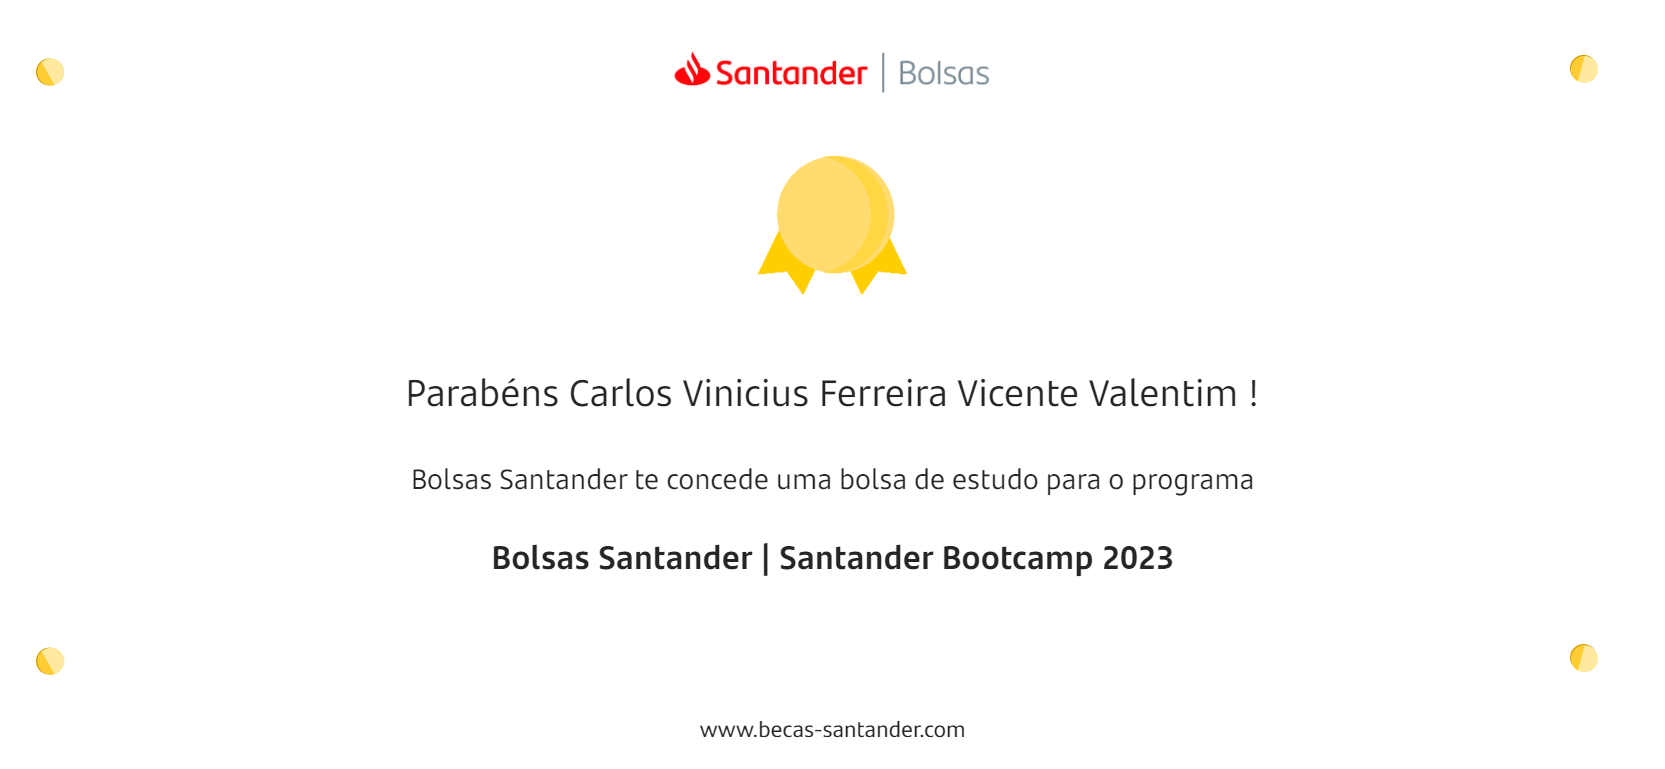 Santander | Bolsas
Parabéns Carlos Vinicius Ferreira Vicente Valentim !
Bolsas Santander te concede uma bolsa de estudo para o programa
Bolsas Santander | Santander Bootcamp 2023
www.becas-santander.com